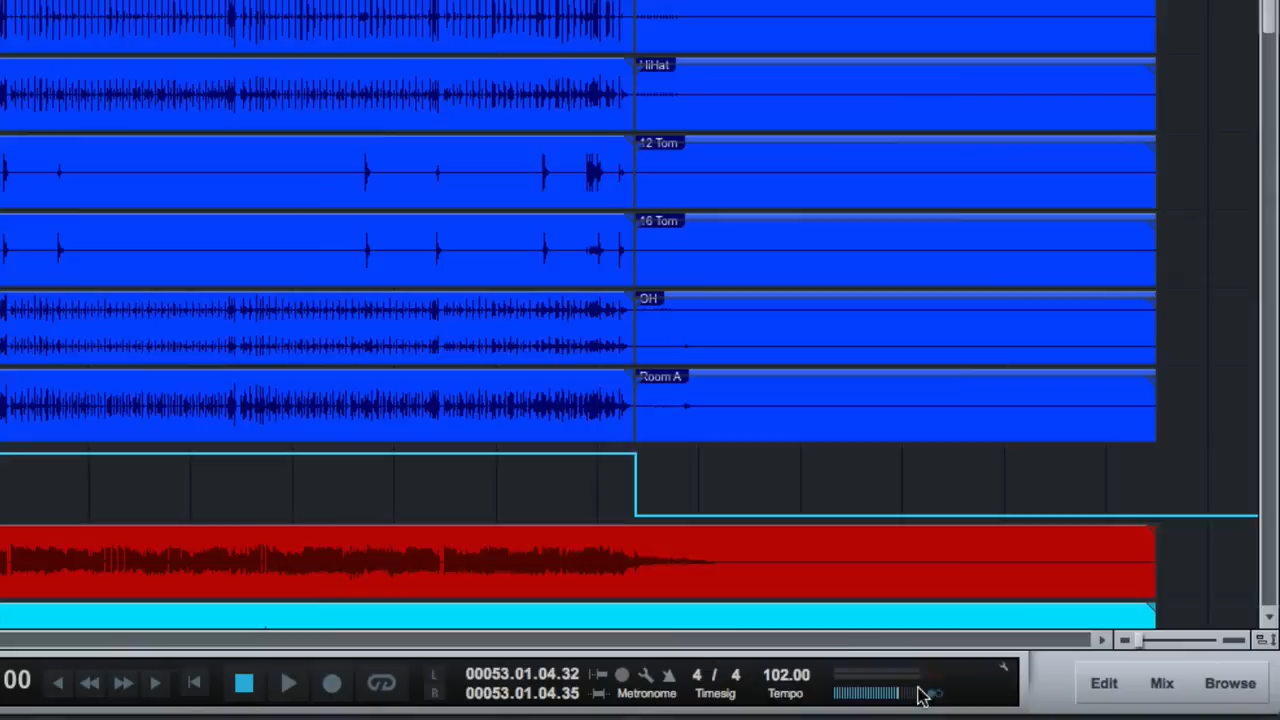 HiHat
12 Tom
16 Tom
OH
Room A
00
L 00053.01.04.32 4 / 4 102.00
R 00053.01.04.35 Metronome Timesig Tempo
Edit Mix Browse